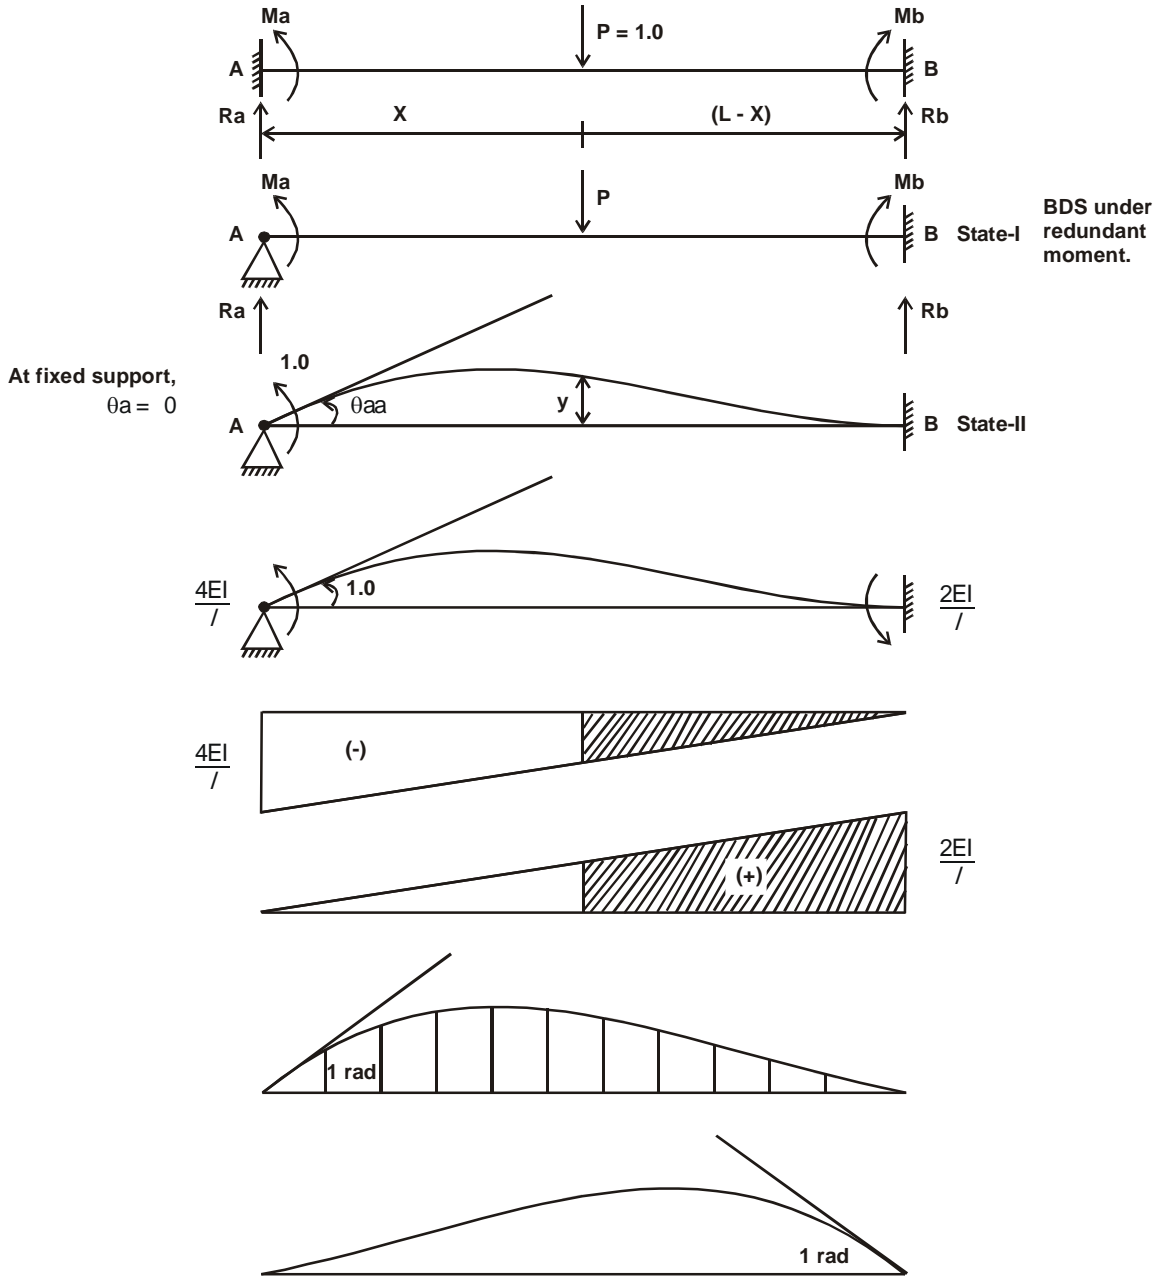 Ma
Mb
P = 1.0
A
B
Ra
X
(L - X)
Rb
Ma
Mb
P
A
B State-I
BDS under
redundant
moment.
Ra
Rb
1.0
At fixed support,
θa = 0
θaa
y
A
B State-II
4EI
/
1.0
2EI
/
4EI
/
(-)
(+)
2EI
/
1 rad
1 rad